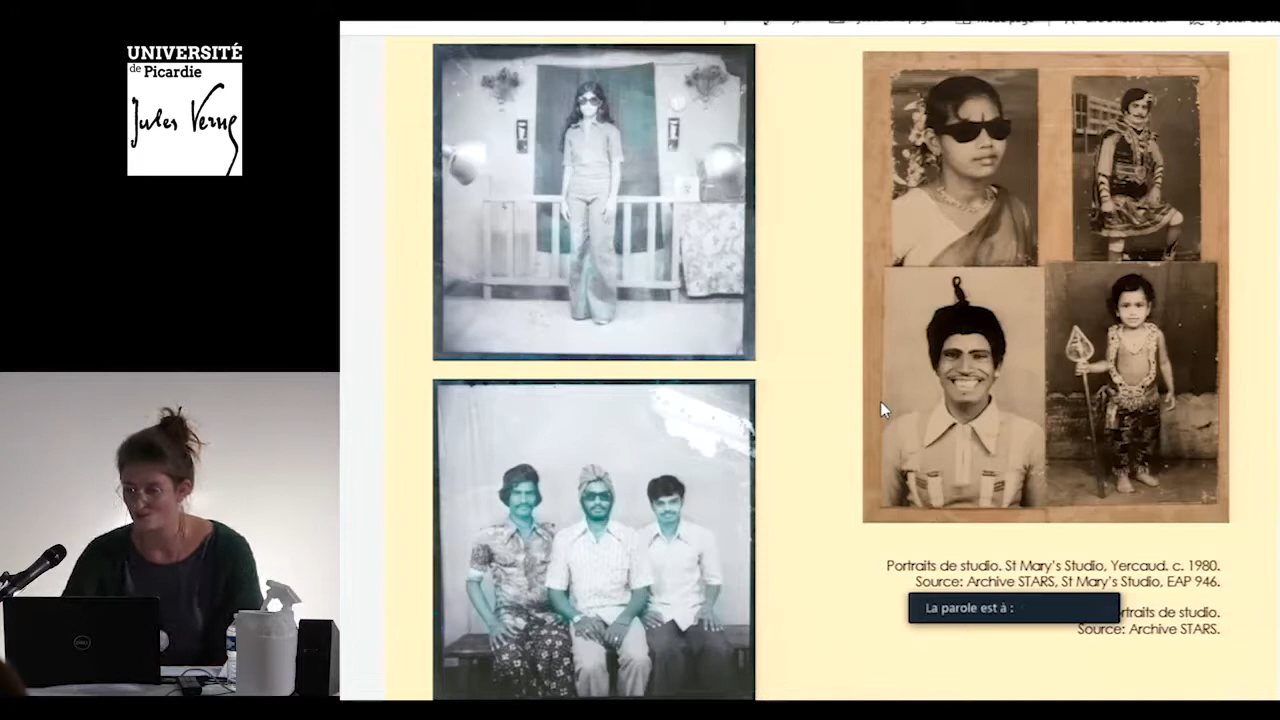 UNIVERSITÉ
de Picardie
Jules Verne
Portraits de studio. St Mary's Studio, Yercaud. c. 1980.
Source: Archive STARS, St Mary's Studio, EAP 946.
La parole est à :
rtraits de studio.
Source: Archive STARS.
DELL